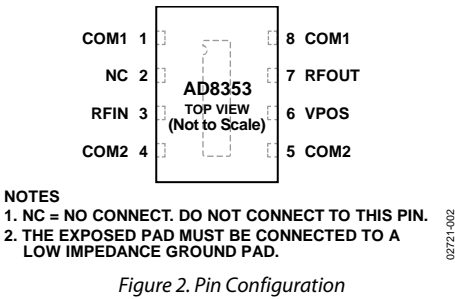 COM1 1
8 COM1
NC 2
7 RFOUT
AD8353
TOP VIEW
(Not to Scale)
RFIN 3
6 VPOS
COM2 4
5 COM2
NOTES
1. NC = NO CONNECT. DO NOT CONNECT TO THIS PIN.
2. THE EXPOSED PAD MUST BE CONNECTED TO A
LOW IMPEDANCE GROUND PAD.
02721-002
Figure 2. Pin Configuration